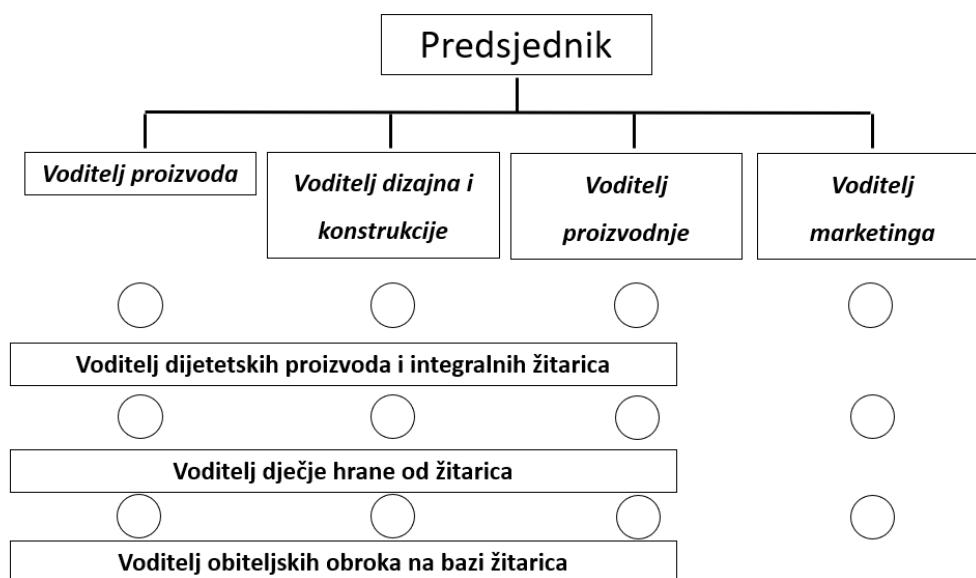 Predsjednik
Voditelj proizvoda
Voditelj dizajna i
konstrukcije
Voditelj
proizvodnje
Voditelj
marketinga
Voditelj dijetetskih proizvoda i integralnih žitarica
Voditelj dječje hrane od žitarica
Voditelj obiteljskih obroka na bazi žitarica